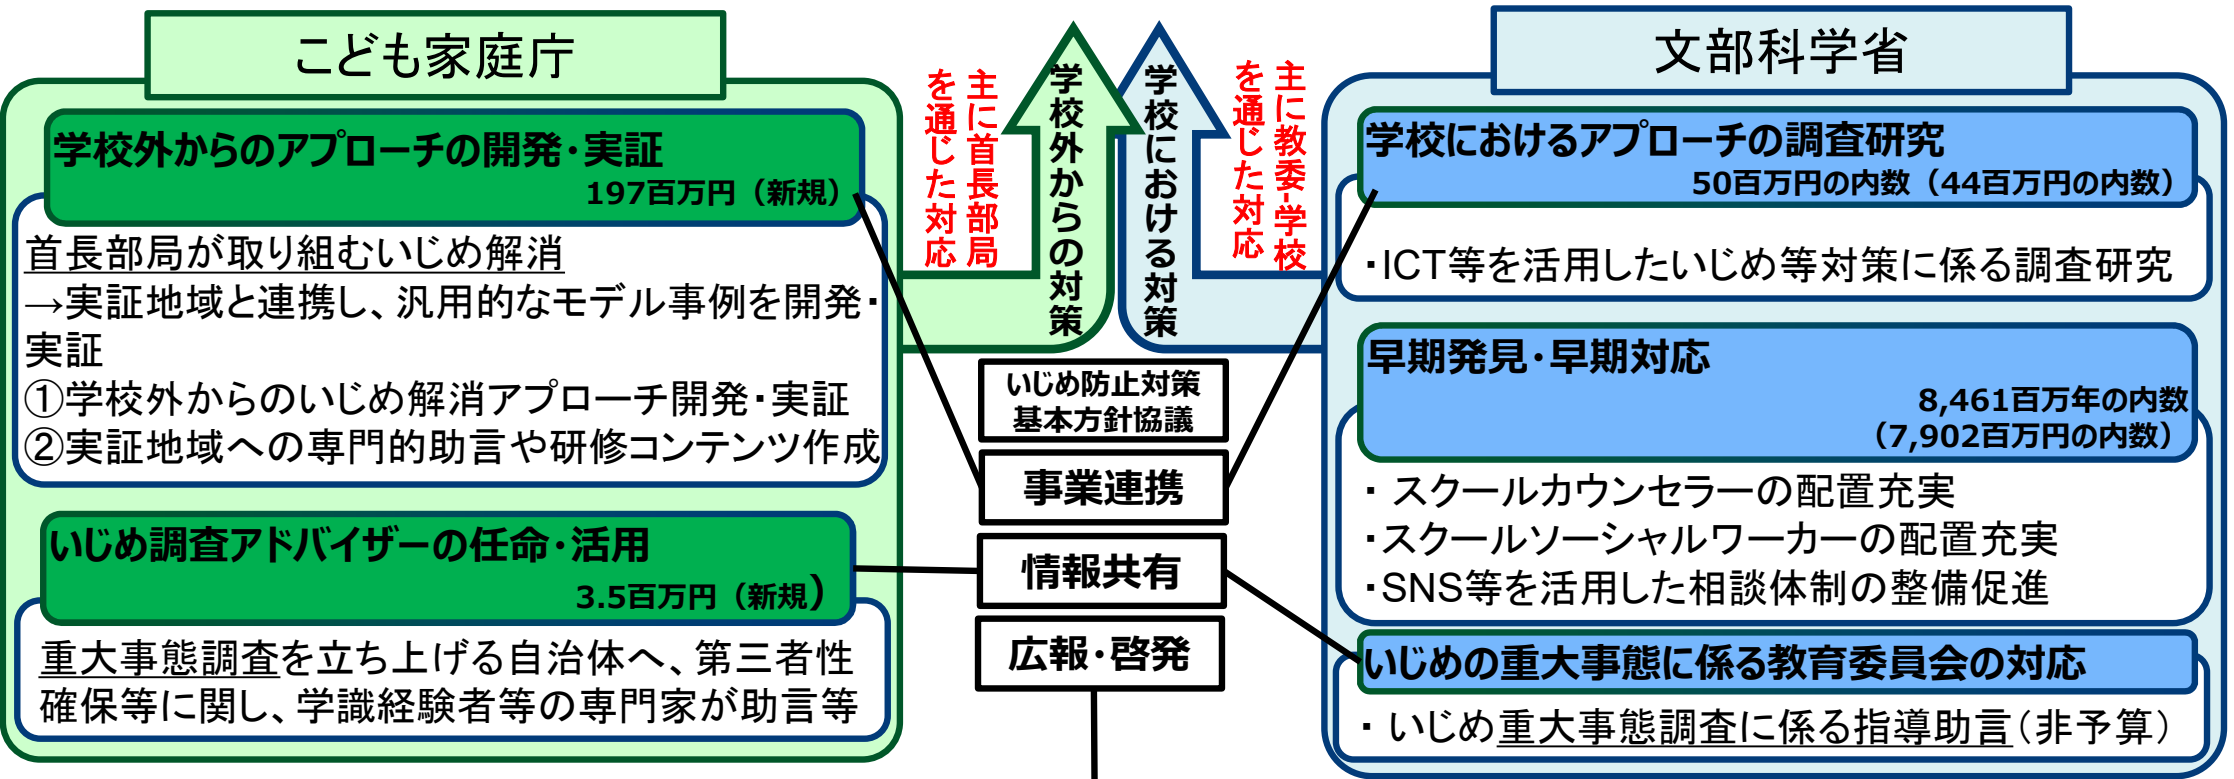 こども家庭庁
学校外からのアプローチの開発・実証
197百万円（新規）
首長部局が取り組むいじめ解消
→実証地域と連携し、汎用的なモデル事例を開発・
実証
①学校外からのいじめ解消アプローチ開発・実証
②実証地域への専門的助言や研修コンテンツ作成
いじめ調査アドバイザーの任命・活用
3.5百万円（新規）
重大事態調査を立ち上げる自治体へ、第三者性
確保等に関し、学識経験者等の専門家が助言等
主に首長部局
を通じた対応
学校外からの対策
学校における対策
主に教委・学校
を通じた対応
いじめ防止対策
基本方針協議
事業連携
情報共有
広報・啓発
文部科学省
学校におけるアプローチの調査研究
50百万円の内数（44百万円の内数）
・ICT等を活用したいじめ等対策に係る調査研究
早期発見・早期対応
8,461百万年の内数
（7,902百万円の内数）
・ スクールカウンセラーの配置充実
・スクールソーシャルワーカーの配置充実
・SNS等を活用した相談体制の整備促進
いじめの重大事態に係る教育委員会の対応
・ いじめ重大事態調査に係る指導助言（非予算）